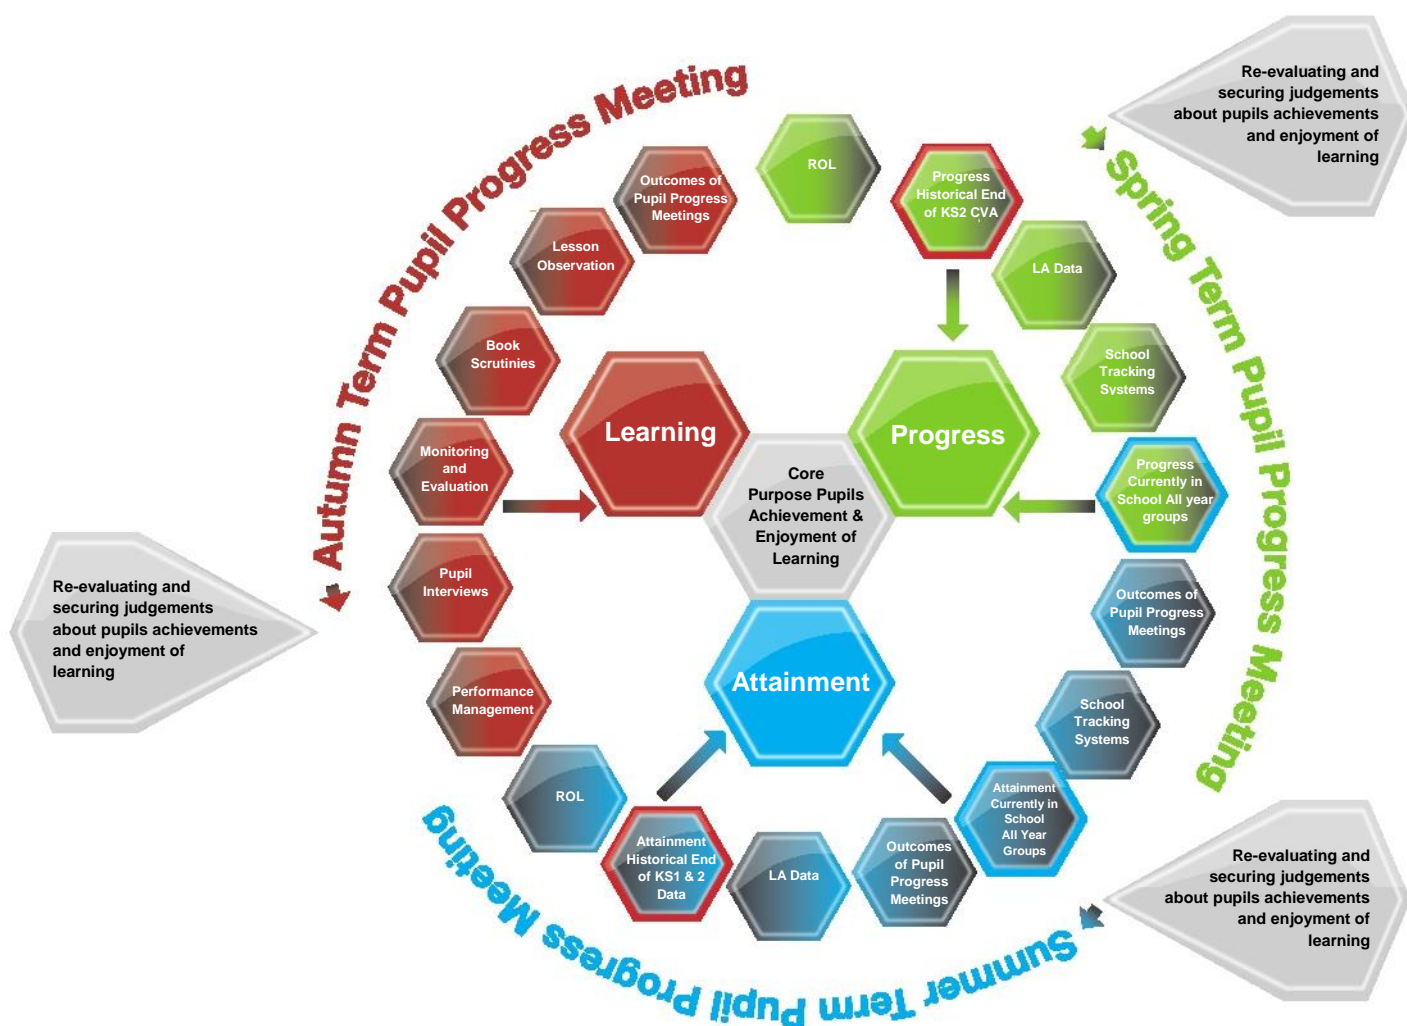 Autumn Term Pupil Progress Meeting
Spring Term Pupil Progress Meeting
Summer Term Pupil Progress Meeting
Re-evaluating and
securing judgements
about pupils achievements
and enjoyment of
learning
ROL
Progress
Historical End
of KS2 CVA
LA Data
School
Tracking
Systems
Progress
Currently in
School All year
groups
Outcomes of
Pupil Progress
Meetings
School
Tracking
Systems
Attainment
Currently in
School
All Year
Groups
Outcomes
of Pupil
Progress
Meetings
LA Data
Attainment
Historical End
of KS1 & 2
Data
ROL
Performance
Management
Pupil
Interviews
Monitoring
and
Evaluation
Book
Scrutinies
Lesson
Observation
Outcomes of
Pupil Progress
Meetings
Learning
Progress
Core
Purpose Pupils
Achievement &
Enjoyment of
Learning
Attainment
Re-evaluating and
securing judgements
about pupils achievements
and enjoyment of
learning
Re-evaluating and
securing judgements
about pupils achievements
and enjoyment of
learning